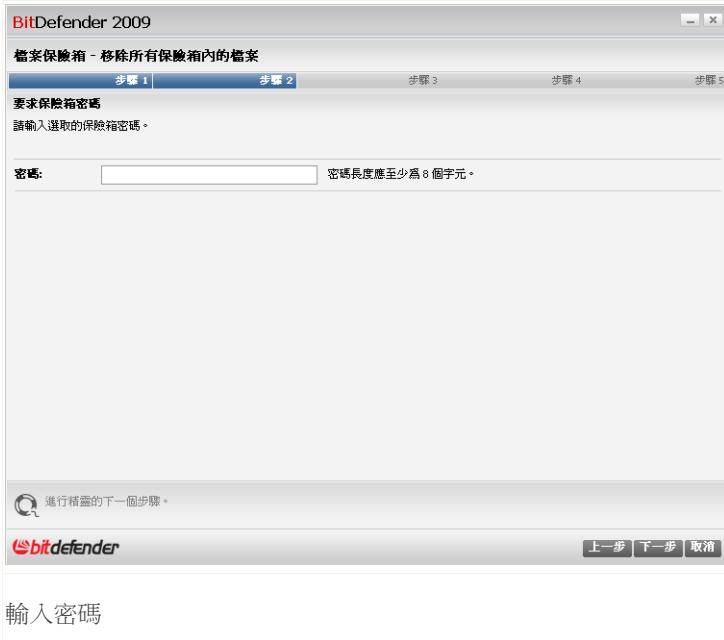 BitDefender 2009
檔案保險箱 - 移除所有保險箱內的檔案
步驟 1 步驟 2 步驟 3 步驟 4 步驟 5
要求保險箱密碼
請輸入選取的保險箱密碼。
密碼: 密碼長度應至少為 8 個字元。
進行精靈的下一個步驟。
bitdefender 上一步 下一步 取消
輸入密碼